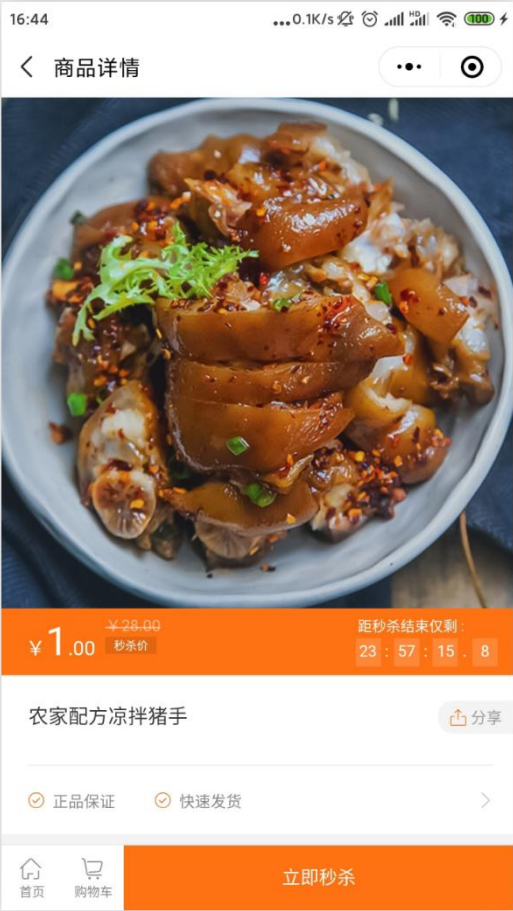 16:44
...0.1K/s HD 100
商品详情
¥1.00 ¥28.00
秒杀价
距秒杀结束仅剩：
23 : 57 : 15 . 8
农家配方凉拌猪手
分享
正品保证 快速发货
首页 购物车 立即秒杀